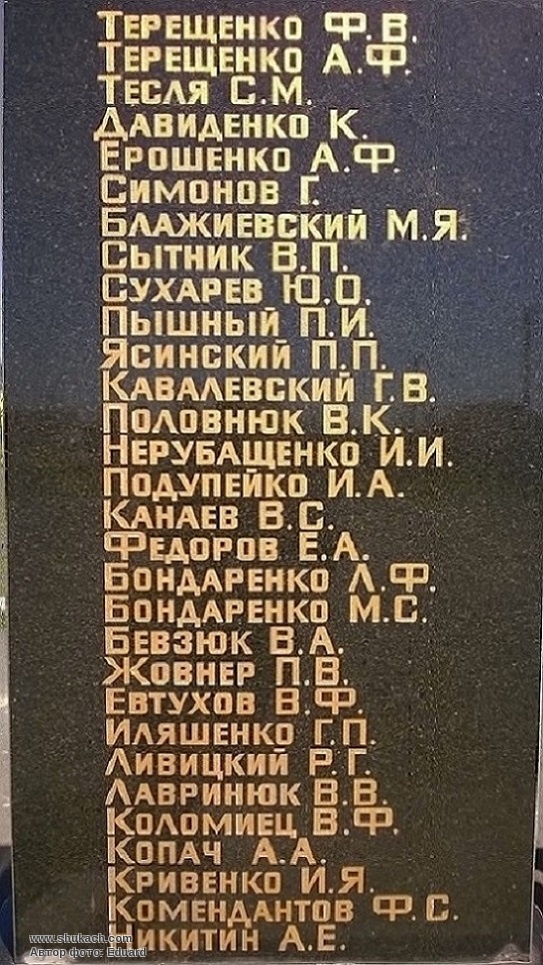 Терещенко Ф.В.
Терещенко А.Ф.
Тесля С.М.
Давиденко К.
Ерошенко А.Ф.
Симонов Г.
Блажиевский М.Я.
Сытник В.П.
Сухарев Ю.О.
Пышный П.И.
Ясинский П.П.
Кавалевский Г.В.
Половнюк В.К.
Нерубащенко И.И.
Подупейко И.А.
Канаев В.С.
Федоров Е.А.
Бондаренко Л.Ф.
Бондаренко М.С.
Бевзюк В.А.
Жовнер П.В.
Евтухов В.Ф.
Иляшенко Г.П.
Ливицкий Р.Г.
Лавринюк В.В.
Коломиец В.Ф.
Копач А.А.
Кривенко И.Я.
Комендантов Ф.С.
Никитин А.Е.
www.shukach.com
Автор фото: Eduard